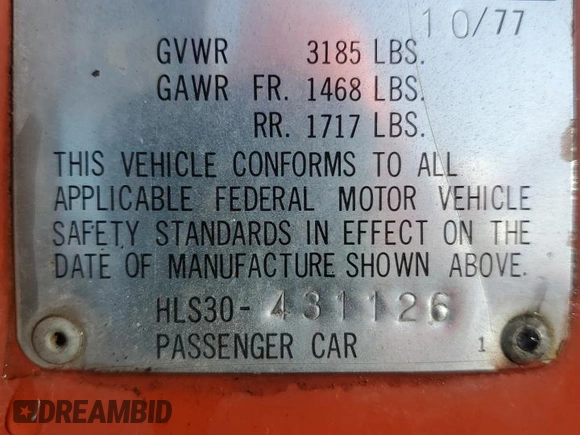 10/77
GVWR 3185 LBS.
GAWR FR. 1468 LBS.
RR. 1717 LBS.
THIS VEHICLE CONFORMS TO ALL
APPLICABLE FEDERAL MOTOR VEHICLE
SAFETY STANDARDS IN EFFECT ON THE
DATE OF MANUFACTURE SHOWN ABOVE.
HLS30-431126
PASSENGER CAR 1
DREAMBID